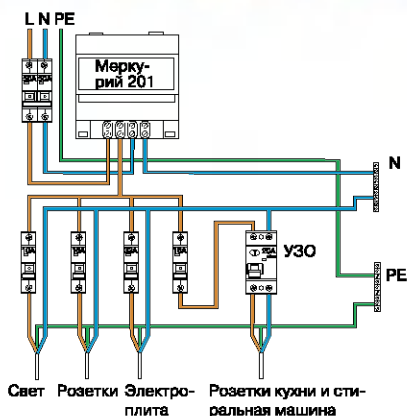 L N PE
Мерку-
рий 201
N
УЗО
PE
Свет Розетки Электро-
плита
Розетки кухни и сти-
ральная машина